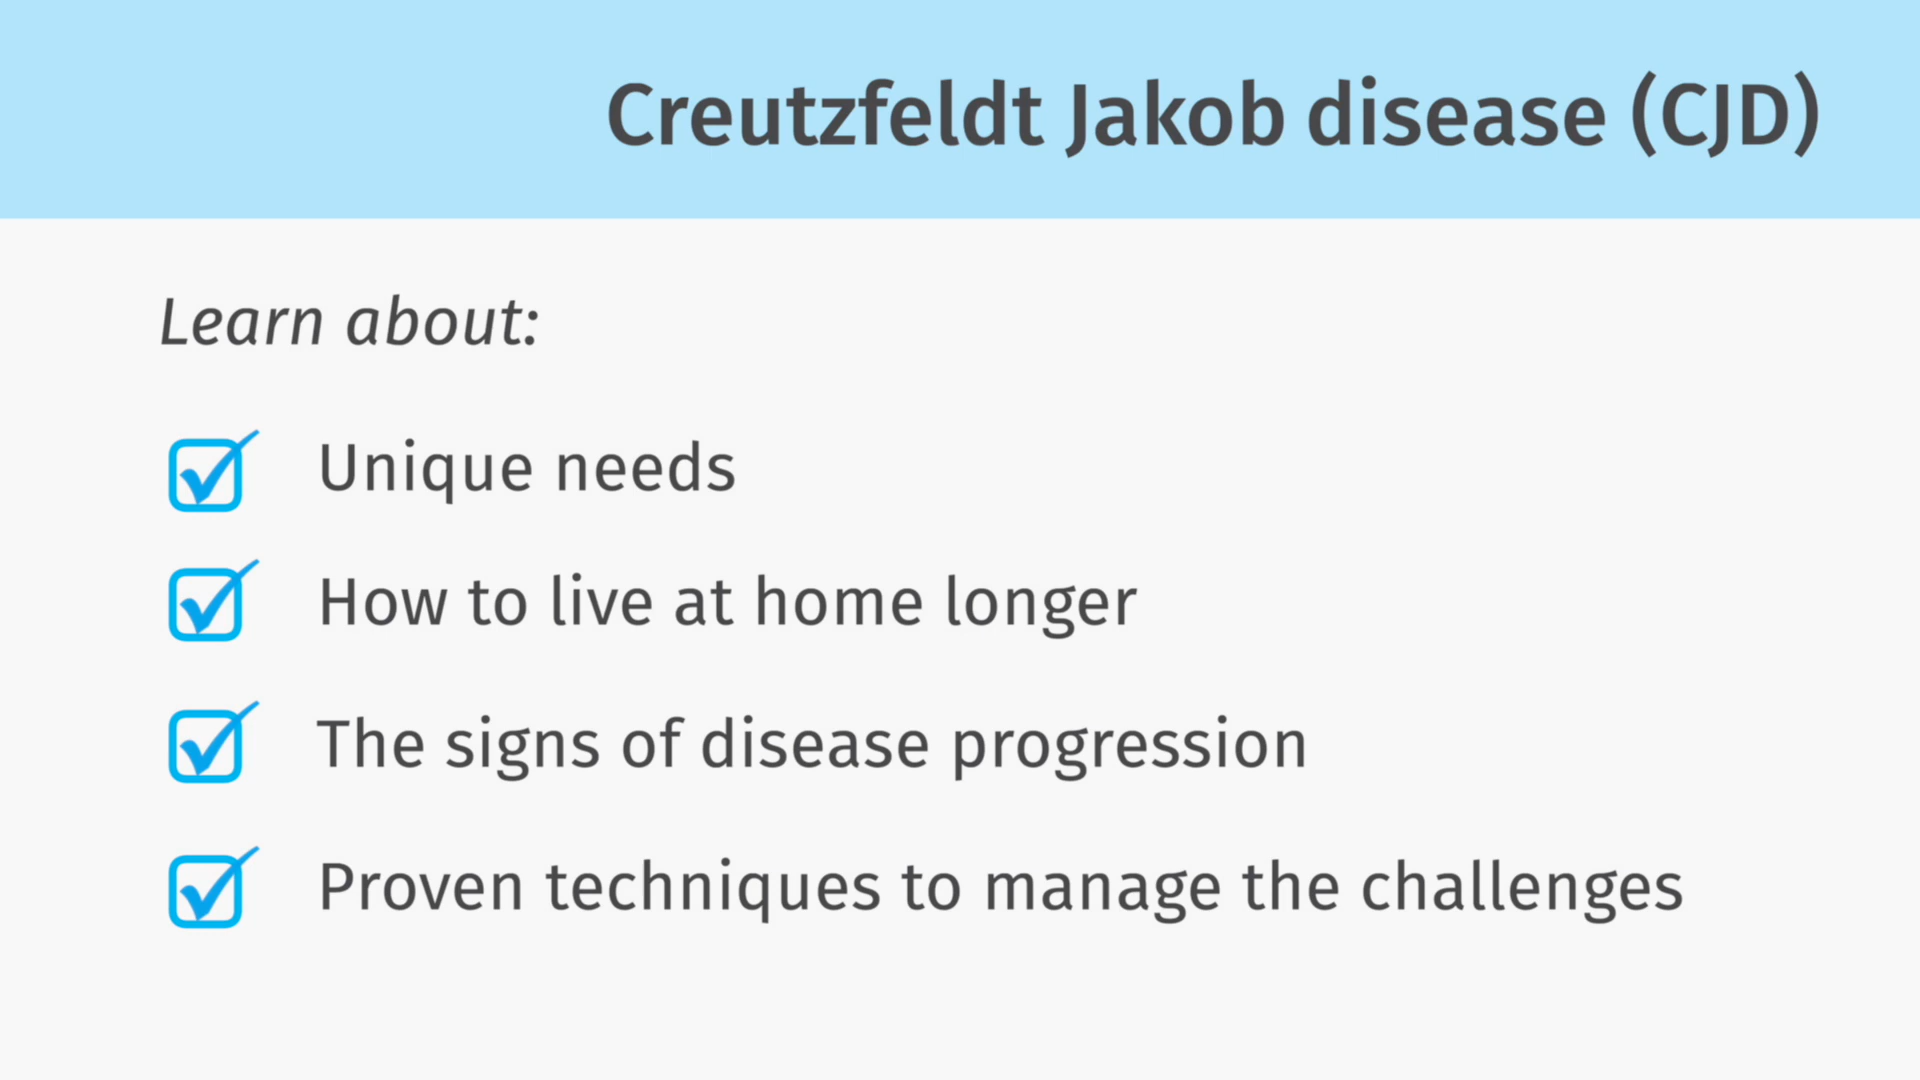 Creutzfeldt Jakob disease (CJD)
Learn about:
Unique needs
How to live at home longer
The signs of disease progression
Proven techniques to manage the challenges